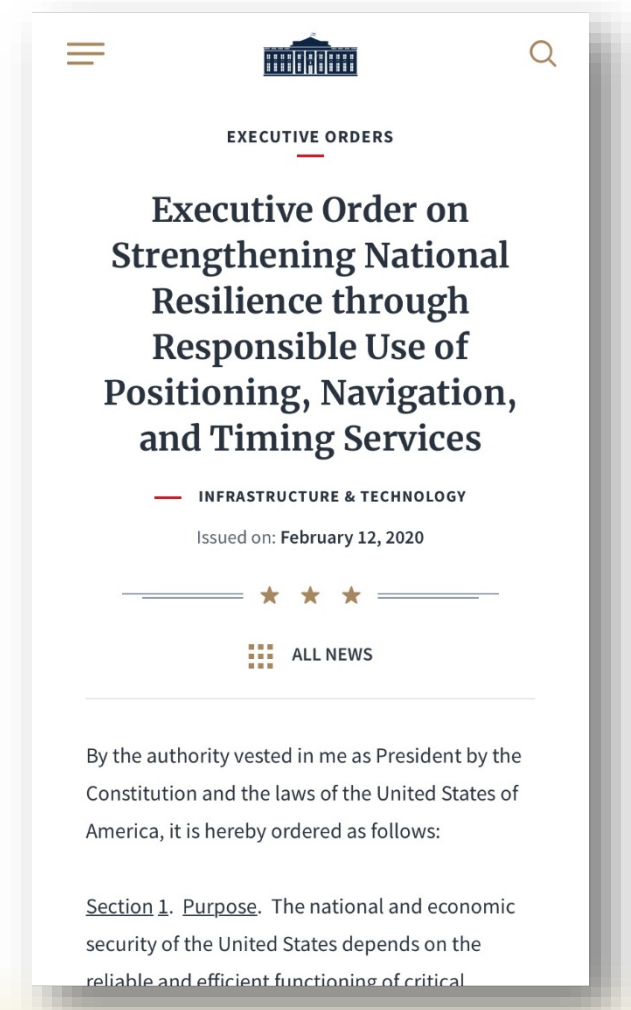 EXECUTIVE ORDERS
Executive Order on
Strengthening National
Resilience through
Responsible Use of
Positioning, Navigation,
and Timing Services
INFRASTRUCTURE & TECHNOLOGY
Issued on: February 12, 2020
ALL NEWS
By the authority vested in me as President by the
Constitution and the laws of the United States of
America, it is hereby ordered as follows:
Section 1.  Purpose.  The national and economic
security of the United States depends on the
reliable and efficient functioning of critical